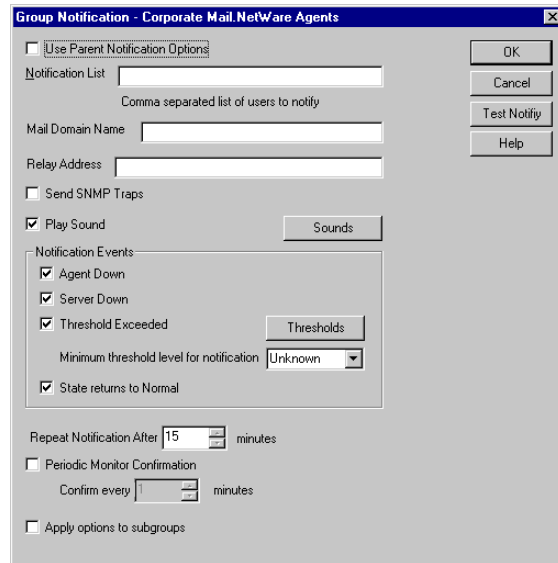 Group Notification - Corporate Mail.NetWare Agents
Use Parent Notification Options
OK
Notification List
Cancel
Comma separated list of users to notify
Test Notifiy
Mail Domain Name
Help
Relay Address
Send SNMP Traps
Play Sound
Sounds
Notification Events
Agent Down
Server Down
Threshold Exceeded
Thresholds
Minimum threshold level for notification Unknown
State returns to Normal
Repeat Notification After 15 minutes
Periodic Monitor Confirmation
Confirm every 1 minutes
Apply options to subgroups